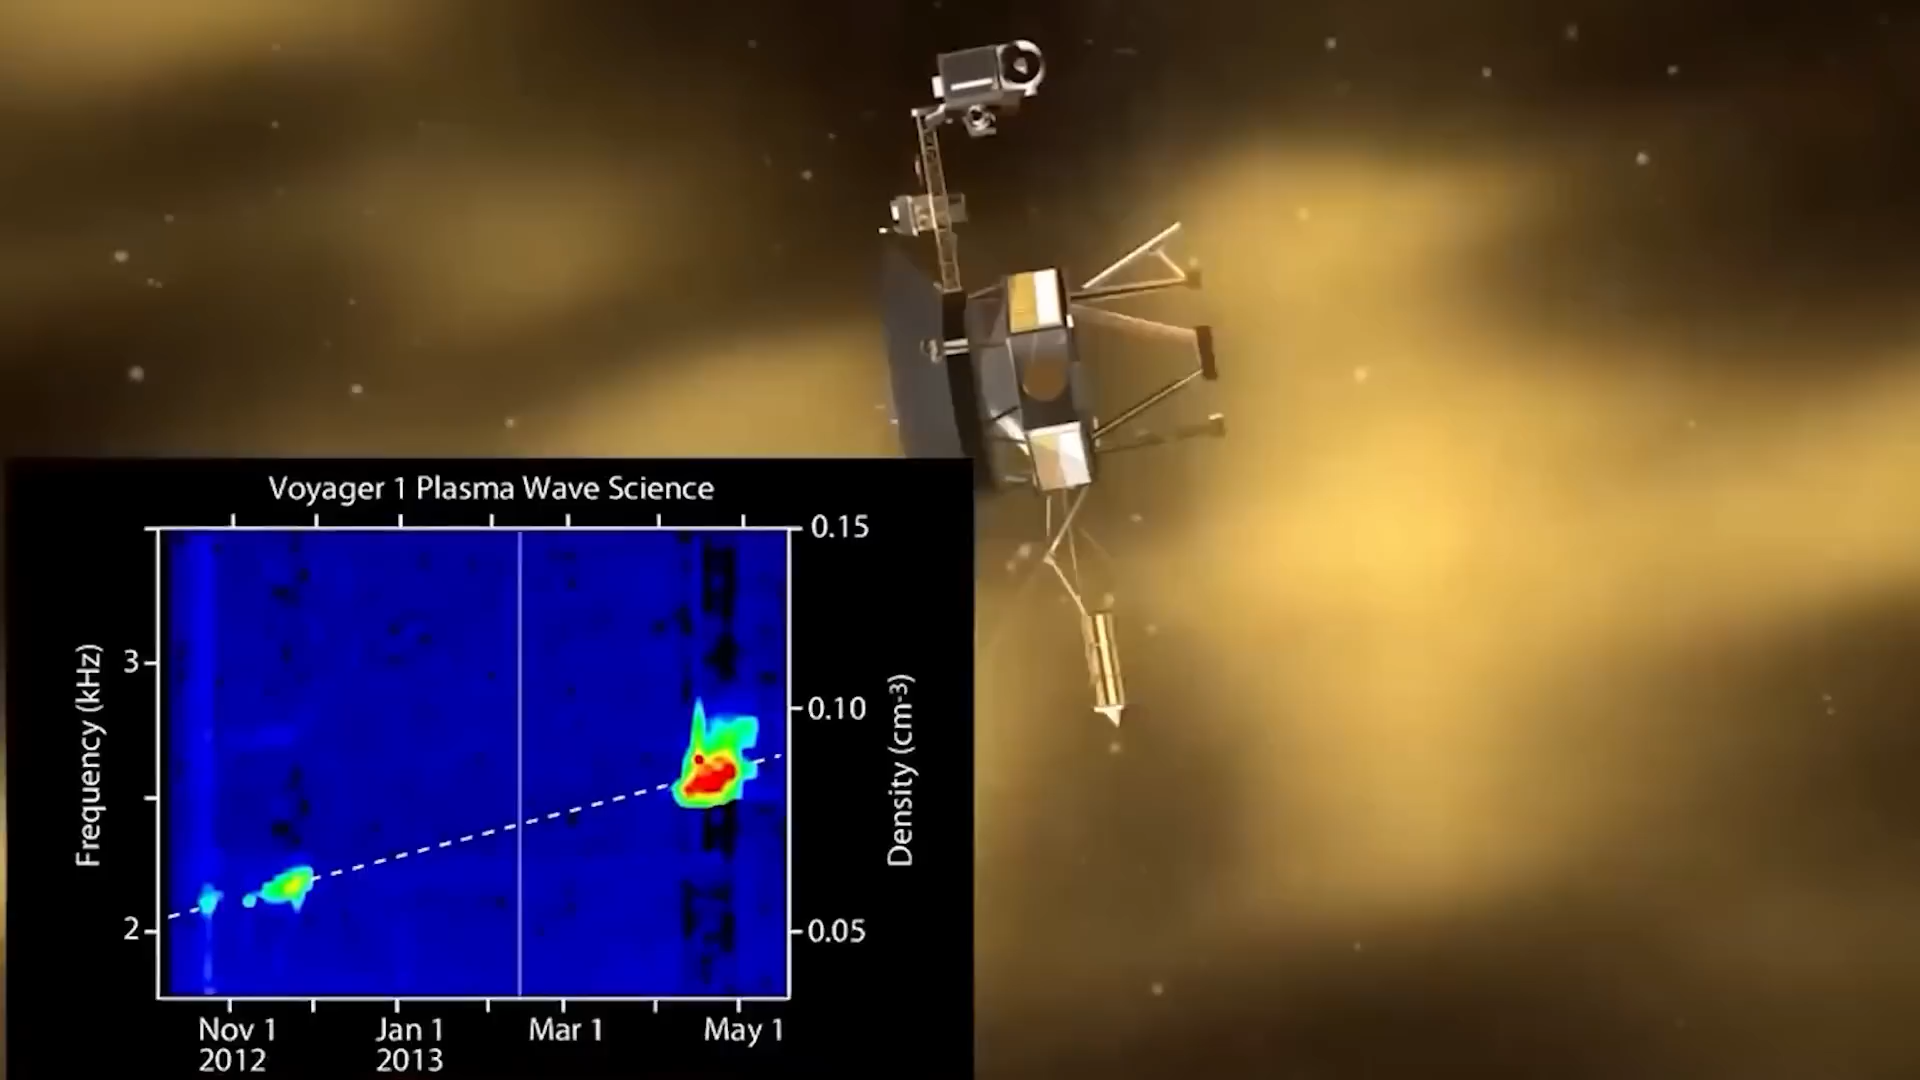 Voyager 1 Plasma Wave Science
0.15
3
0.10
Frequency (kHz)
Density (cm-3)
2
0.05
Nov 1 Jan 1 Mar 1 May 1
2012 2013